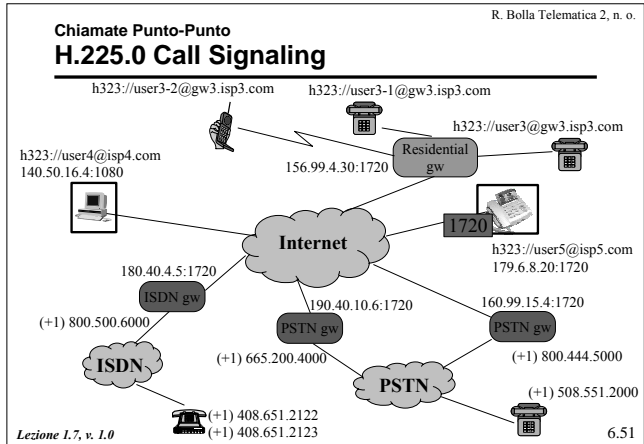 R. Bolla Telematica 2, n. o.
Chiamate Punto-Punto
H.225.0 Call Signaling
h323://user3-2@gw3.isp3.com
h323://user3-1@gw3.isp3.com
h323://user3@gw3.isp3.com
Residential
gw
156.99.4.30:1720
h323://user4@isp4.com
140.50.16.4:1080
1720
h323://user5@isp5.com
179.6.8.20:1720
Internet
180.40.4.5:1720
ISDN gw
(+1) 800.500.6000
190.40.10.6:1720
PSTN gw
(+1) 665.200.4000
160.99.15.4:1720
PSTN gw
(+1) 800.444.5000
ISDN
PSTN
(+1) 508.551.2000
(+1) 408.651.2122
(+1) 408.651.2123
Lezione 1.7, v. 1.0
6.51